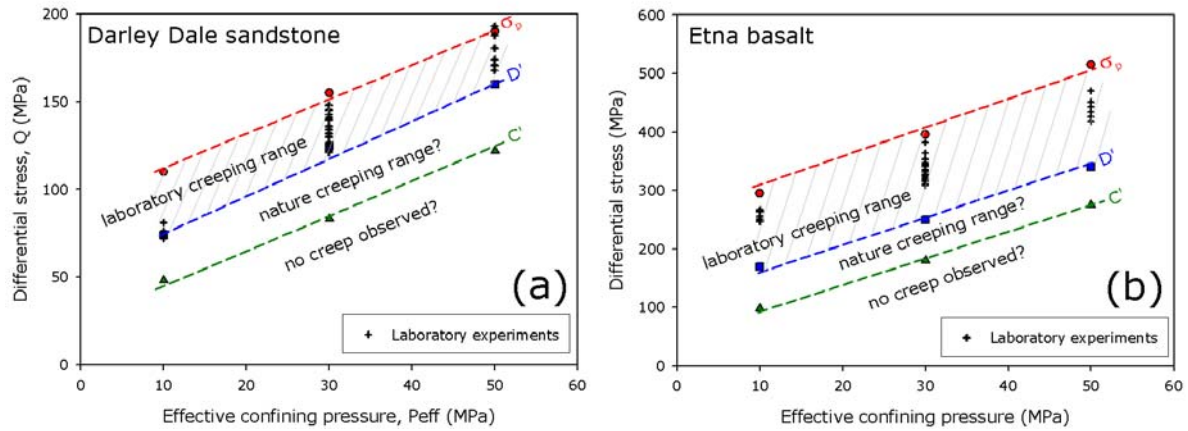 Darley Dale sandstone
σp
D'
C'
laboratory creeping range
nature creeping range?
no creep observed?
(a)
Laboratory experiments
Differential stress, Q (MPa)
200
150
100
50
0
0 10 20 30 40 50 60
Effective confining pressure, Peff (MPa)
Etna basalt
σp
D'
C'
laboratory creeping range
nature creeping range?
no creep observed?
(b)
Laboratory experiments
Differential stress (MPa)
600
500
400
300
200
100
0
0 10 20 30 40 50 60
Effective confining pressure (MPa)